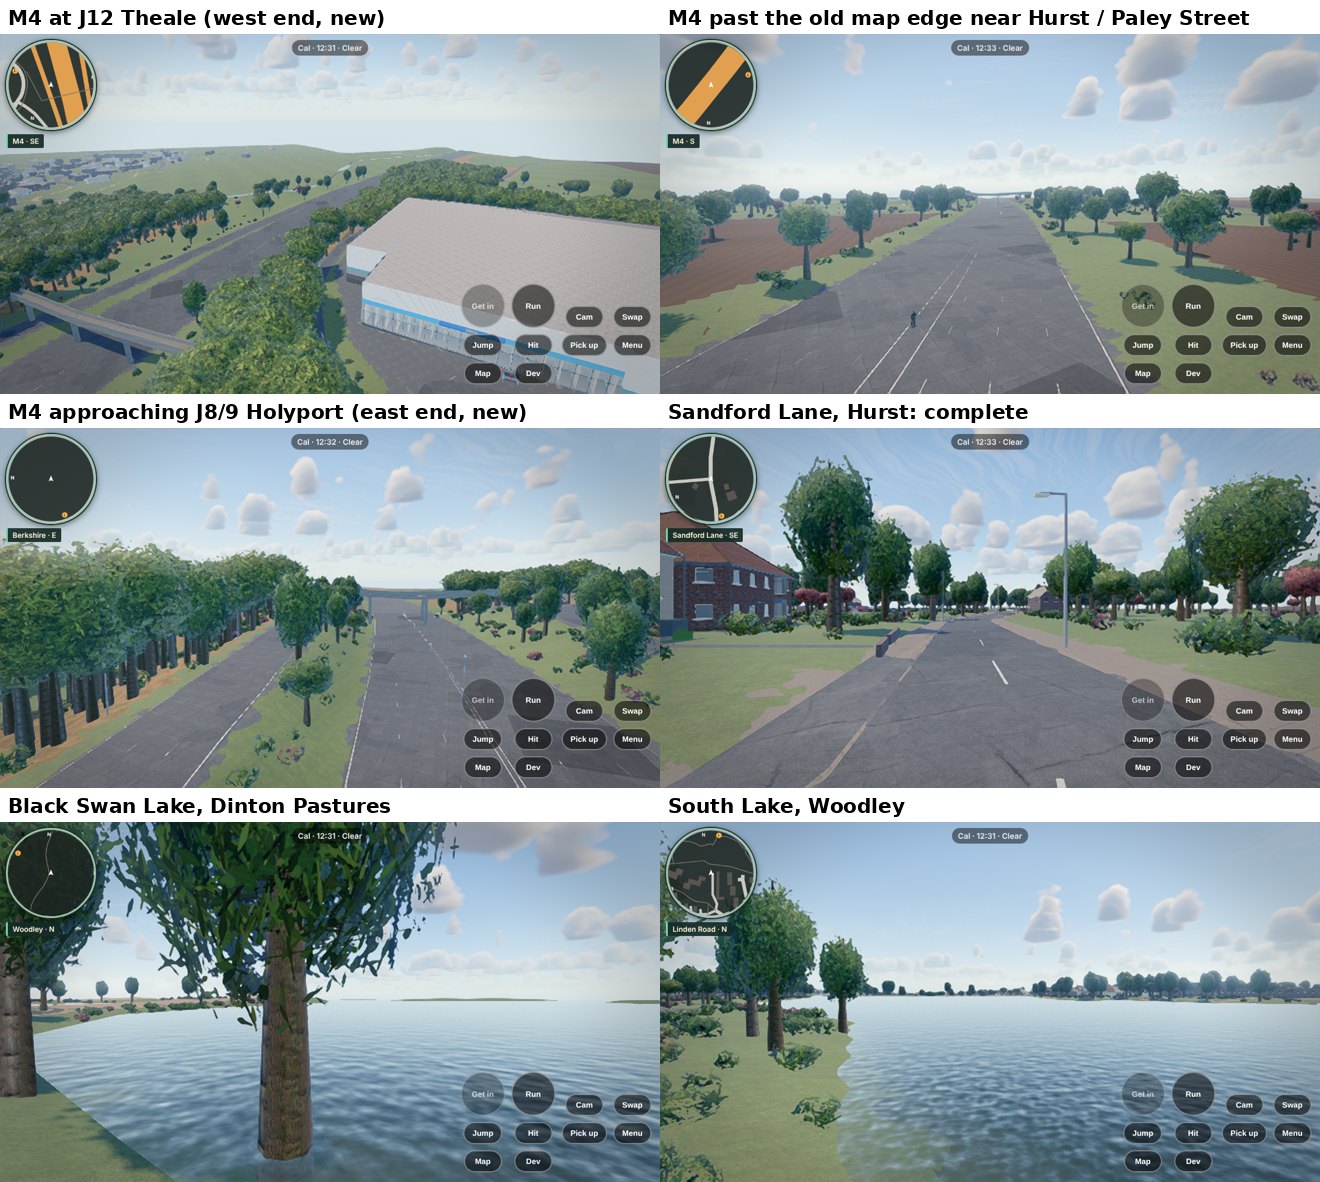 M4 at J12 Theale (west end, new)
Cal · 12:31 · Clear
N
M4 · SE
Get in
Run
Cam
Swap
Jump
Hit
Pick up
Menu
Map
Dev
M4 past the old map edge near Hurst / Paley Street
Cal · 12:33 · Clear
N
M4 · S
Get in
Run
Cam
Swap
Jump
Hit
Pick up
Menu
Map
Dev
M4 approaching J8/9 Holyport (east end, new)
Cal · 12:32 · Clear
N
Berkshire · E
Get in
Run
Cam
Swap
Jump
Hit
Pick up
Menu
Map
Dev
Sandford Lane, Hurst: complete
Cal · 12:33 · Clear
N
Sandford Lane · SE
Get in
Run
Cam
Swap
Jump
Hit
Pick up
Menu
Map
Dev
Black Swan Lake, Dinton Pastures
Cal · 12:31 · Clear
N
Woodley · N
Get in
Run
Cam
Swap
Jump
Hit
Pick up
Menu
Map
Dev
South Lake, Woodley
Cal · 12:31 · Clear
N
Linden Road · N
Get in
Run
Cam
Swap
Jump
Hit
Pick up
Menu
Map
Dev